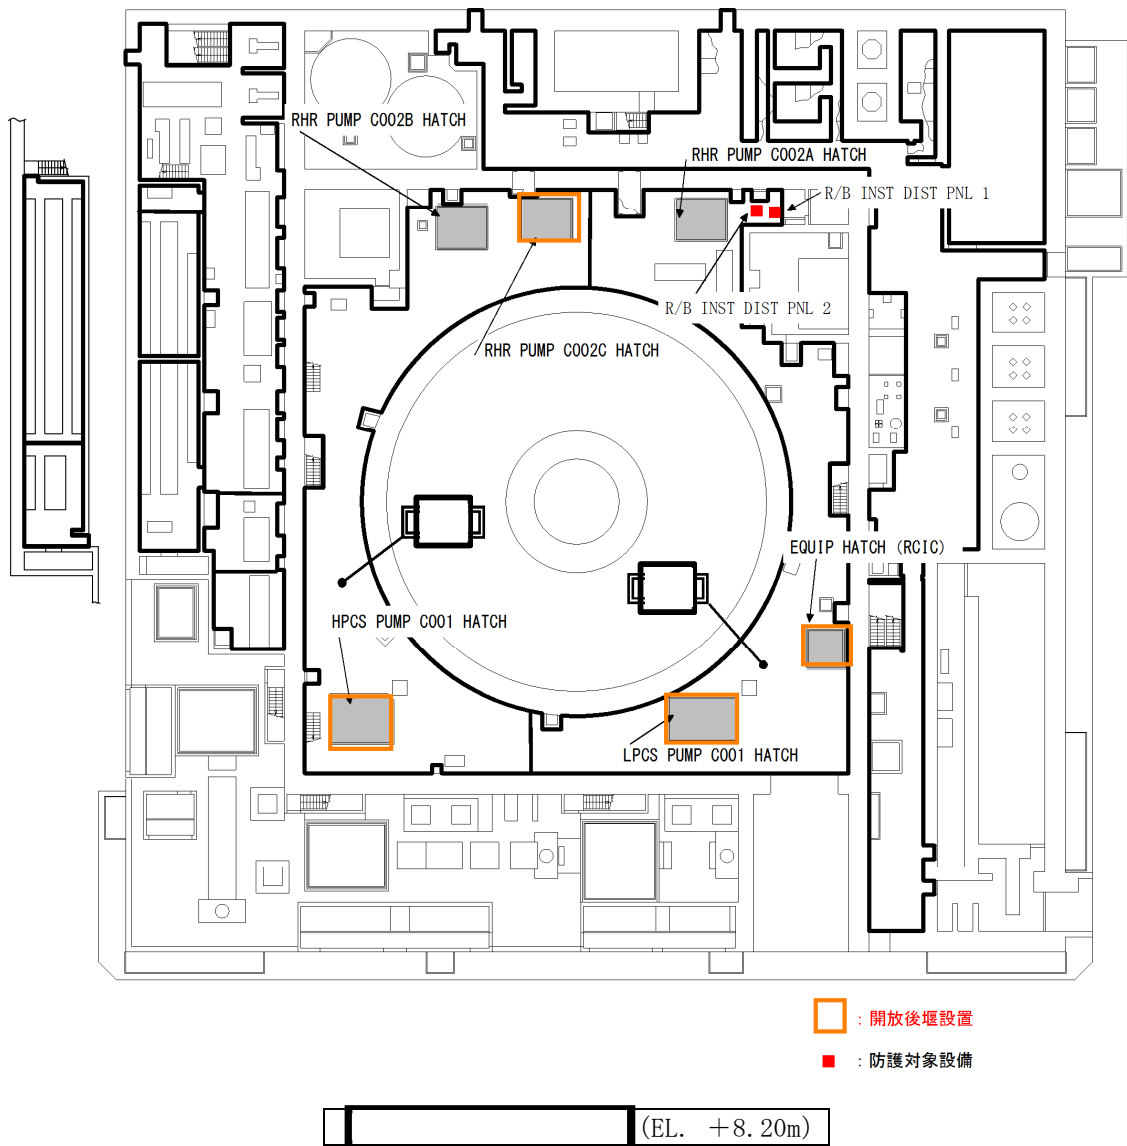 RHR PUMP C002B HATCH
RHR PUMP C002A HATCH
R/B INST DIST PNL 1
R/B INST DIST PNL 2
RHR PUMP C002C HATCH
EQUIP HATCH (RCIC)
HPCS PUMP C001 HATCH
LPCS PUMP C001 HATCH
：開放後堰設置
：防護対象設備
(EL. +8.20m)